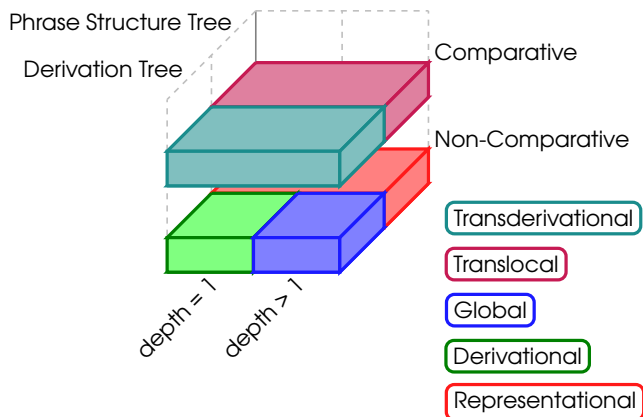 Phrase Structure Tree
Derivation Tree
Comparative
Non-Comparative
depth = 1
depth > 1
Transderivational
Translocal
Global
Derivational
Representational